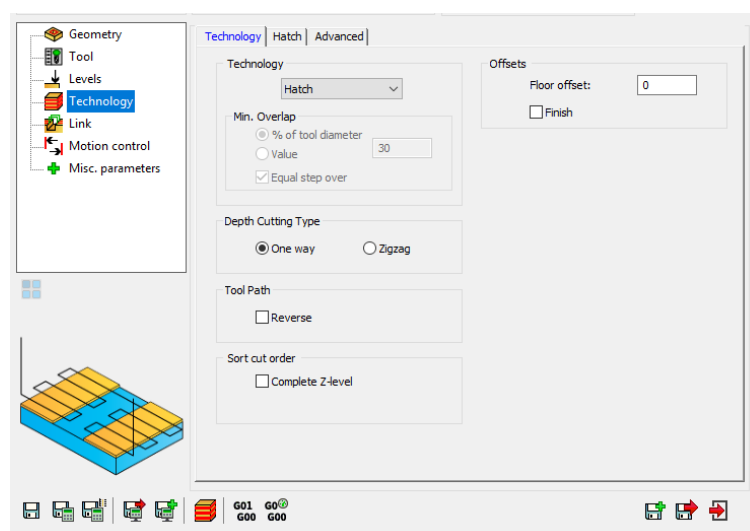 Geometry
Tool
Levels
Technology
Link
Motion control
Misc. parameters
Technology Hatch Advanced
Technology
Hatch
Min. Overlap
% of tool diameter
Value
30
Equal step over
Depth Cutting Type
One way Zigzag
Tool Path
Reverse
Sort cut order
Complete Z-level
Offsets
Floor offset: 0
Finish
G01 G0
G00 G00